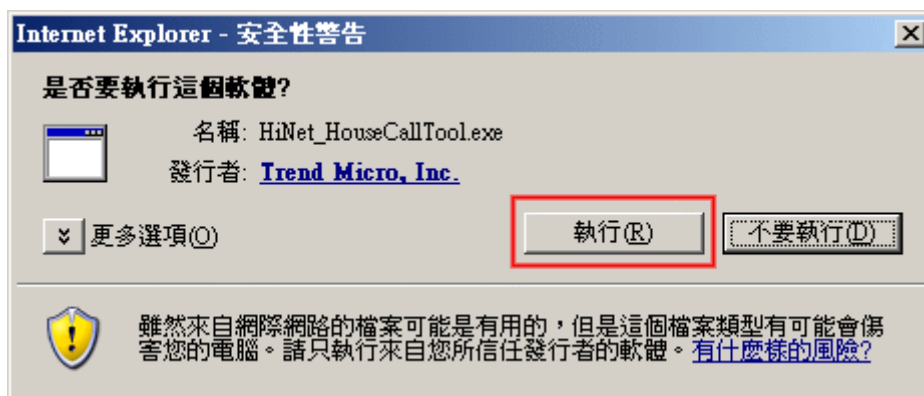 Internet Explorer - 安全性警告
是否要執行這個軟體?
名稱: HiNet_HouseCallTool.exe
發行者: Trend Micro, Inc.
更多選項(O)
執行(R)
不要執行(D)
雖然來自網際網路的檔案可能是有用的，但是這個檔案類型有可能會傷
害您的電腦。請只執行來自您所信任發行者的軟體。有什麼樣的風險?